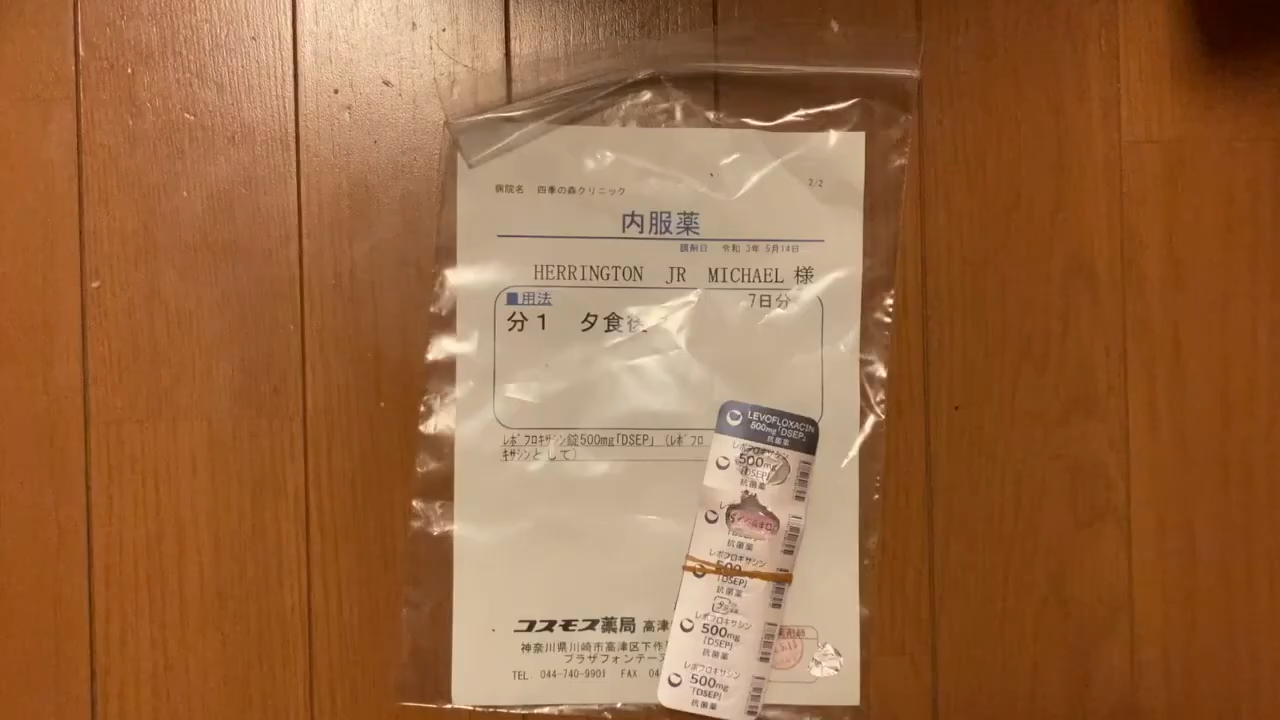 病院名 四季の森クリニック
2/2
内服薬
調剤日 令和 3年 5月14日
HERRINGTON JR MICHAEL 様
■用法
7日分
分1 夕食後
レボフロキサシン錠500mg「DSEP」 (レボフロ
キサシンとして)
LEVOFLOXACIN
500mg「DSEP」
抗菌薬
レボフロキサシン
500mg
「DSEP」
抗菌薬
「DSEP」
抗菌薬
レボフロキサシン
500
「DSEP」
抗菌薬
レボフロキサシン
500mg
「DSEP」
抗菌薬
レボフロキサシン
500mg
「DSEP」
抗菌薬
コスモス薬局 高津
神奈川県川崎市高津区下作
プラザフォンテーヌ
TEL. 044-740-9901 FAX 04